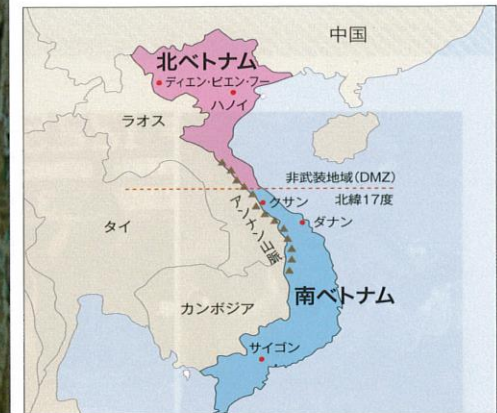 中国
北ベトナム
ディエン・ビエン・フー
ハノイ
ラオス
非武装地域(DMZ)
北緯17度
クサン
ダナン
アンナン山脈
タイ
カンボジア
南ベトナム
サイゴン